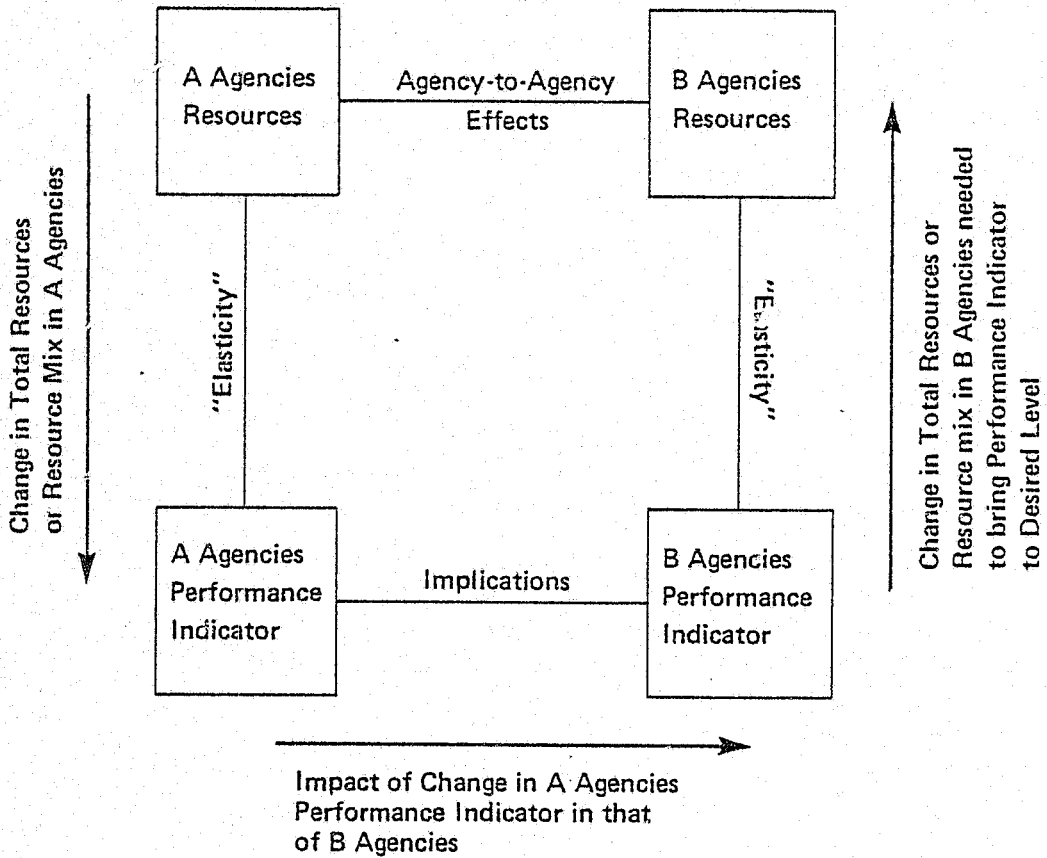 A Agencies
Resources
Agency-to-Agency
Effects
B Agencies
Resources
Change in Total Resources
or Resource Mix in A Agencies
"Elasticity"
"Elasticity"
Change in Total Resources or
Resource mix in B Agencies needed
to bring Performance Indicator
to Desired Level
A Agencies
Performance
Indicator
Implications
B Agencies
Performance
Indicator
Impact of Change in A Agencies
Performance Indicator in that
of B Agencies